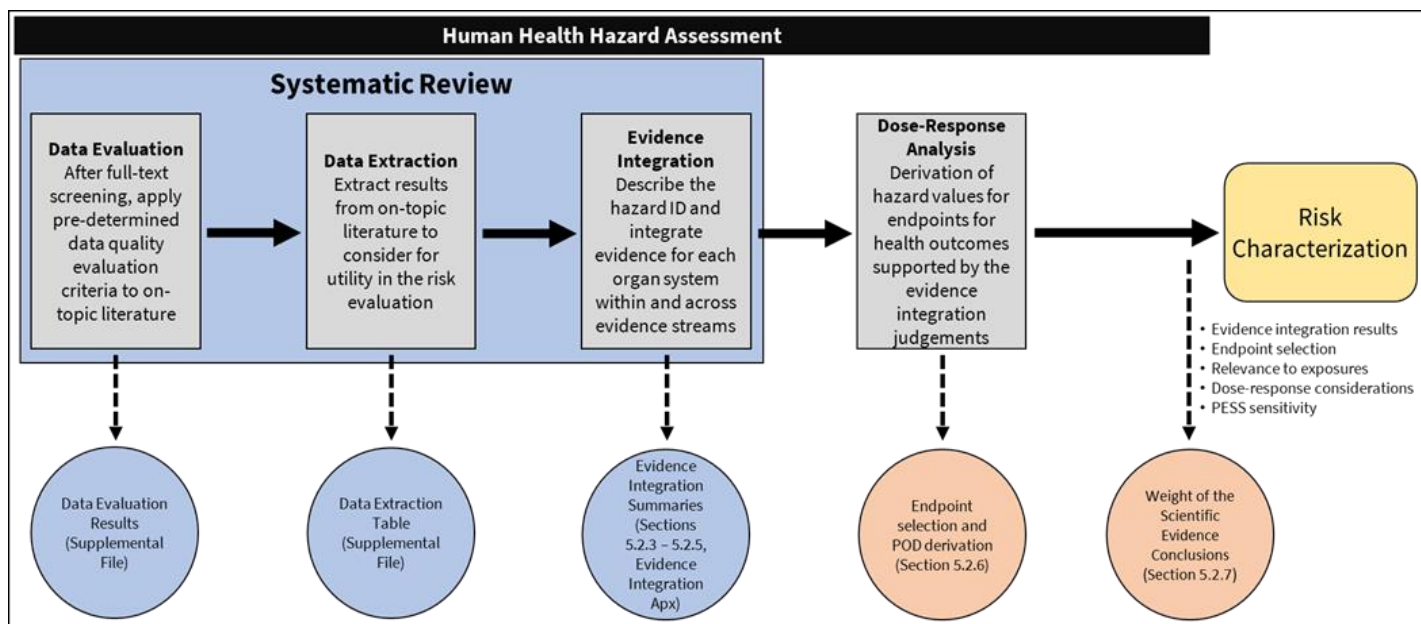 Human Health Hazard Assessment
Systematic Review
Data Evaluation
After full-text
screening, apply
pre-determined
data quality
evaluation
criteria to on-
topic literature
Data Extraction
Extract results
from on-topic
literature to
consider for
utility in the risk
evaluation
Evidence
Integration
Describe the
hazard ID and
integrate
evidence for each
organ system
within and across
evidence streams
Dose-Response
Analysis
Derivation of
hazard values for
endpoints for
health outcomes
supported by the
evidence
integration
judgements
Risk
Characterization
• Evidence integration results
• Endpoint selection
• Relevance to exposures
• Dose-response considerations
• PESS sensitivity
Data Evaluation
Results
(Supplemental
File)
Data Extraction
Table
(Supplemental
File)
Evidence
Integration
Summaries
(Sections
5.2.3 – 5.2.5,
Evidence
Integration
Apx)
Endpoint
selection and
POD derivation
(Section 5.2.6)
Weight of the
Scientific
Evidence
Conclusions
(Section 5.2.7)